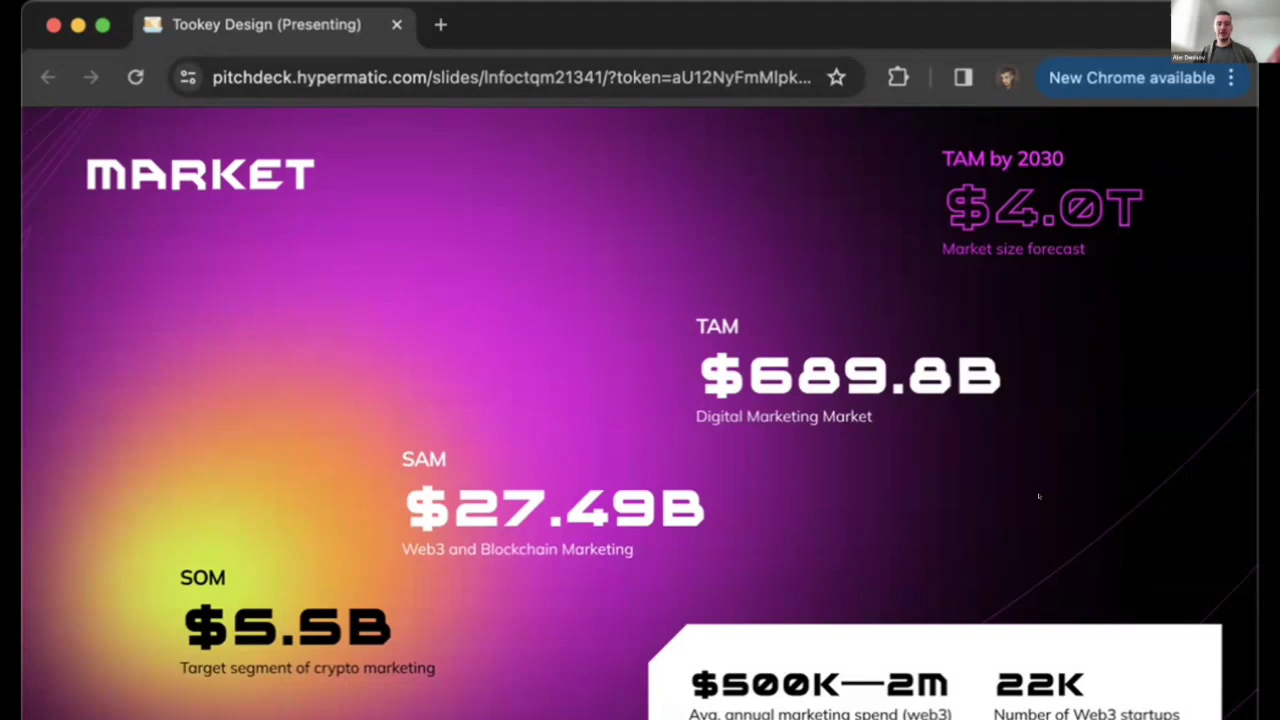 Tookey Design (Presenting)
pitchdeck.hypermatic.com/slides/lnfoctqm21341/?token=aU12NyFmMlpk...
New Chrome available
MARKET
TAM by 2030
$4.0T
Market size forecast
TAM
$689.8B
Digital Marketing Market
SAM
$27.49B
Web3 and Blockchain Marketing
SOM
$5.5B
Target segment of crypto marketing
$500K—2M
22K
Avg. annual marketing spend (web3)
Number of Web3 startups